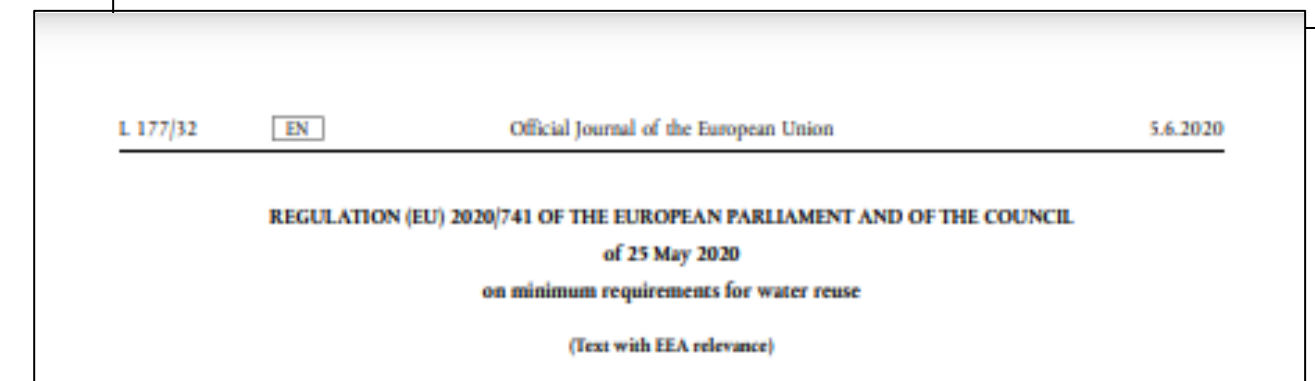 L 177/32 EN Official Journal of the European Union 5.6.2020
REGULATION (EU) 2020/741 OF THE EUROPEAN PARLIAMENT AND OF THE COUNCIL
of 25 May 2020
on minimum requirements for water reuse
(Text with EEA relevance)